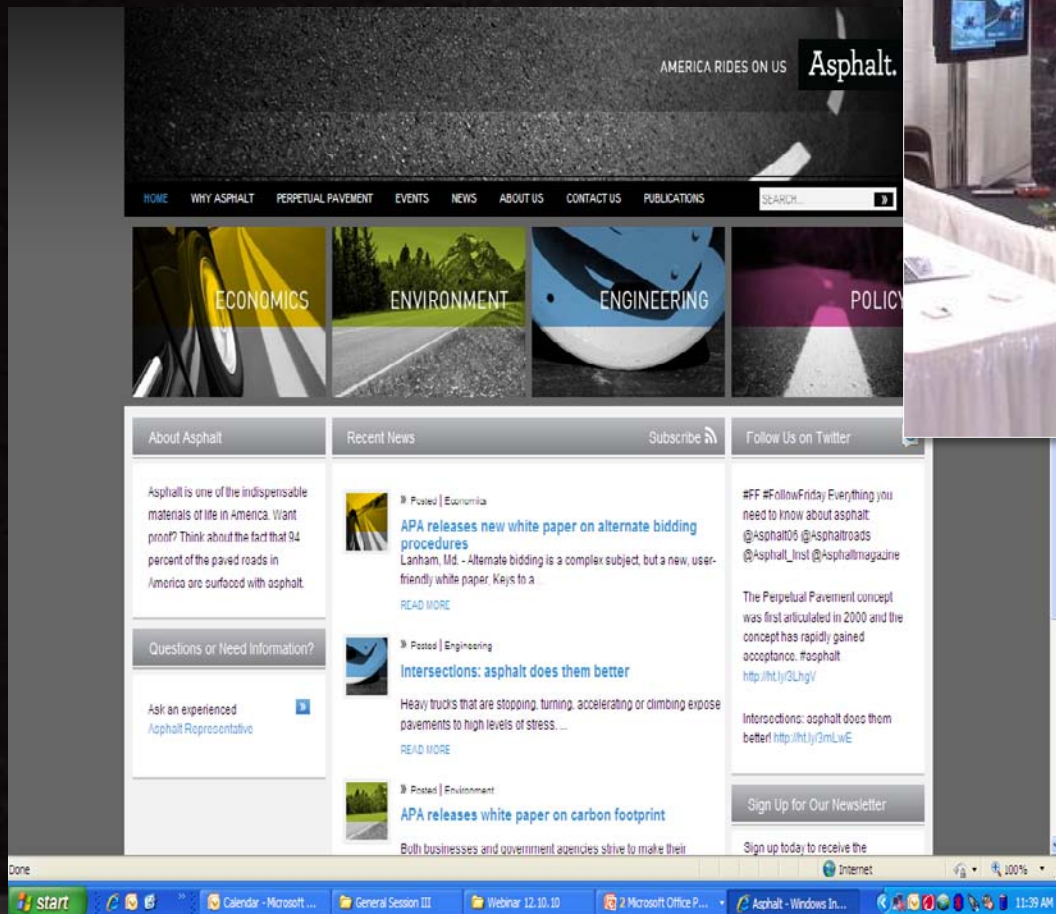 AMERICA RIDES ON US
Asphalt.
HOME WHY ASPHALT PERPETUAL PAVEMENT EVENTS NEWS ABOUT US CONTACT US PUBLICATIONS
SEARCH...
ECONOMICS
ENVIRONMENT
ENGINEERING
POLICY
About Asphalt
Asphalt is one of the indispensable
materials of life in America. Want
proof? Think about the fact that 94
percent of the paved roads in
America are surfaced with asphalt.
Questions or Need Information?
Ask an experienced
Asphalt Representative
Recent News
Subscribe
» Posted | Economics
APA releases new white paper on alternate bidding
procedures
Lanham, Md. - Alternate bidding is a complex subject, but a new, user-
friendly white paper, Keys to a...
READ MORE
» Posted | Engineering
Intersections: asphalt does them better
Heavy trucks that are stopping, turning, accelerating or climbing expose
pavements to high levels of stress. ...
READ MORE
» Posted | Environment
APA releases white paper on carbon footprint
Both businesses and government agencies strive to make their
Follow Us on Twitter
#FF #FollowFriday Everything you
need to know about asphalt:
@Asphalt06 @Asphaltroads
@Asphalt_Inst @Asphaltmagazine
The Perpetual Pavement concept
was first articulated in 2000 and the
concept has rapidly gained
acceptance. #asphalt
http://ht.ly/3LhgV
Intersections: asphalt does them
better! http://ht.ly/3mLwE
Sign Up for Our Newsletter
Sign up today to receive the
Done
Internet
100%
start
Calendar - Microsoft ...
General Session III
Webinar 12.10.10
2 Microsoft Office P...
Asphalt - Windows In...
11:39 AM